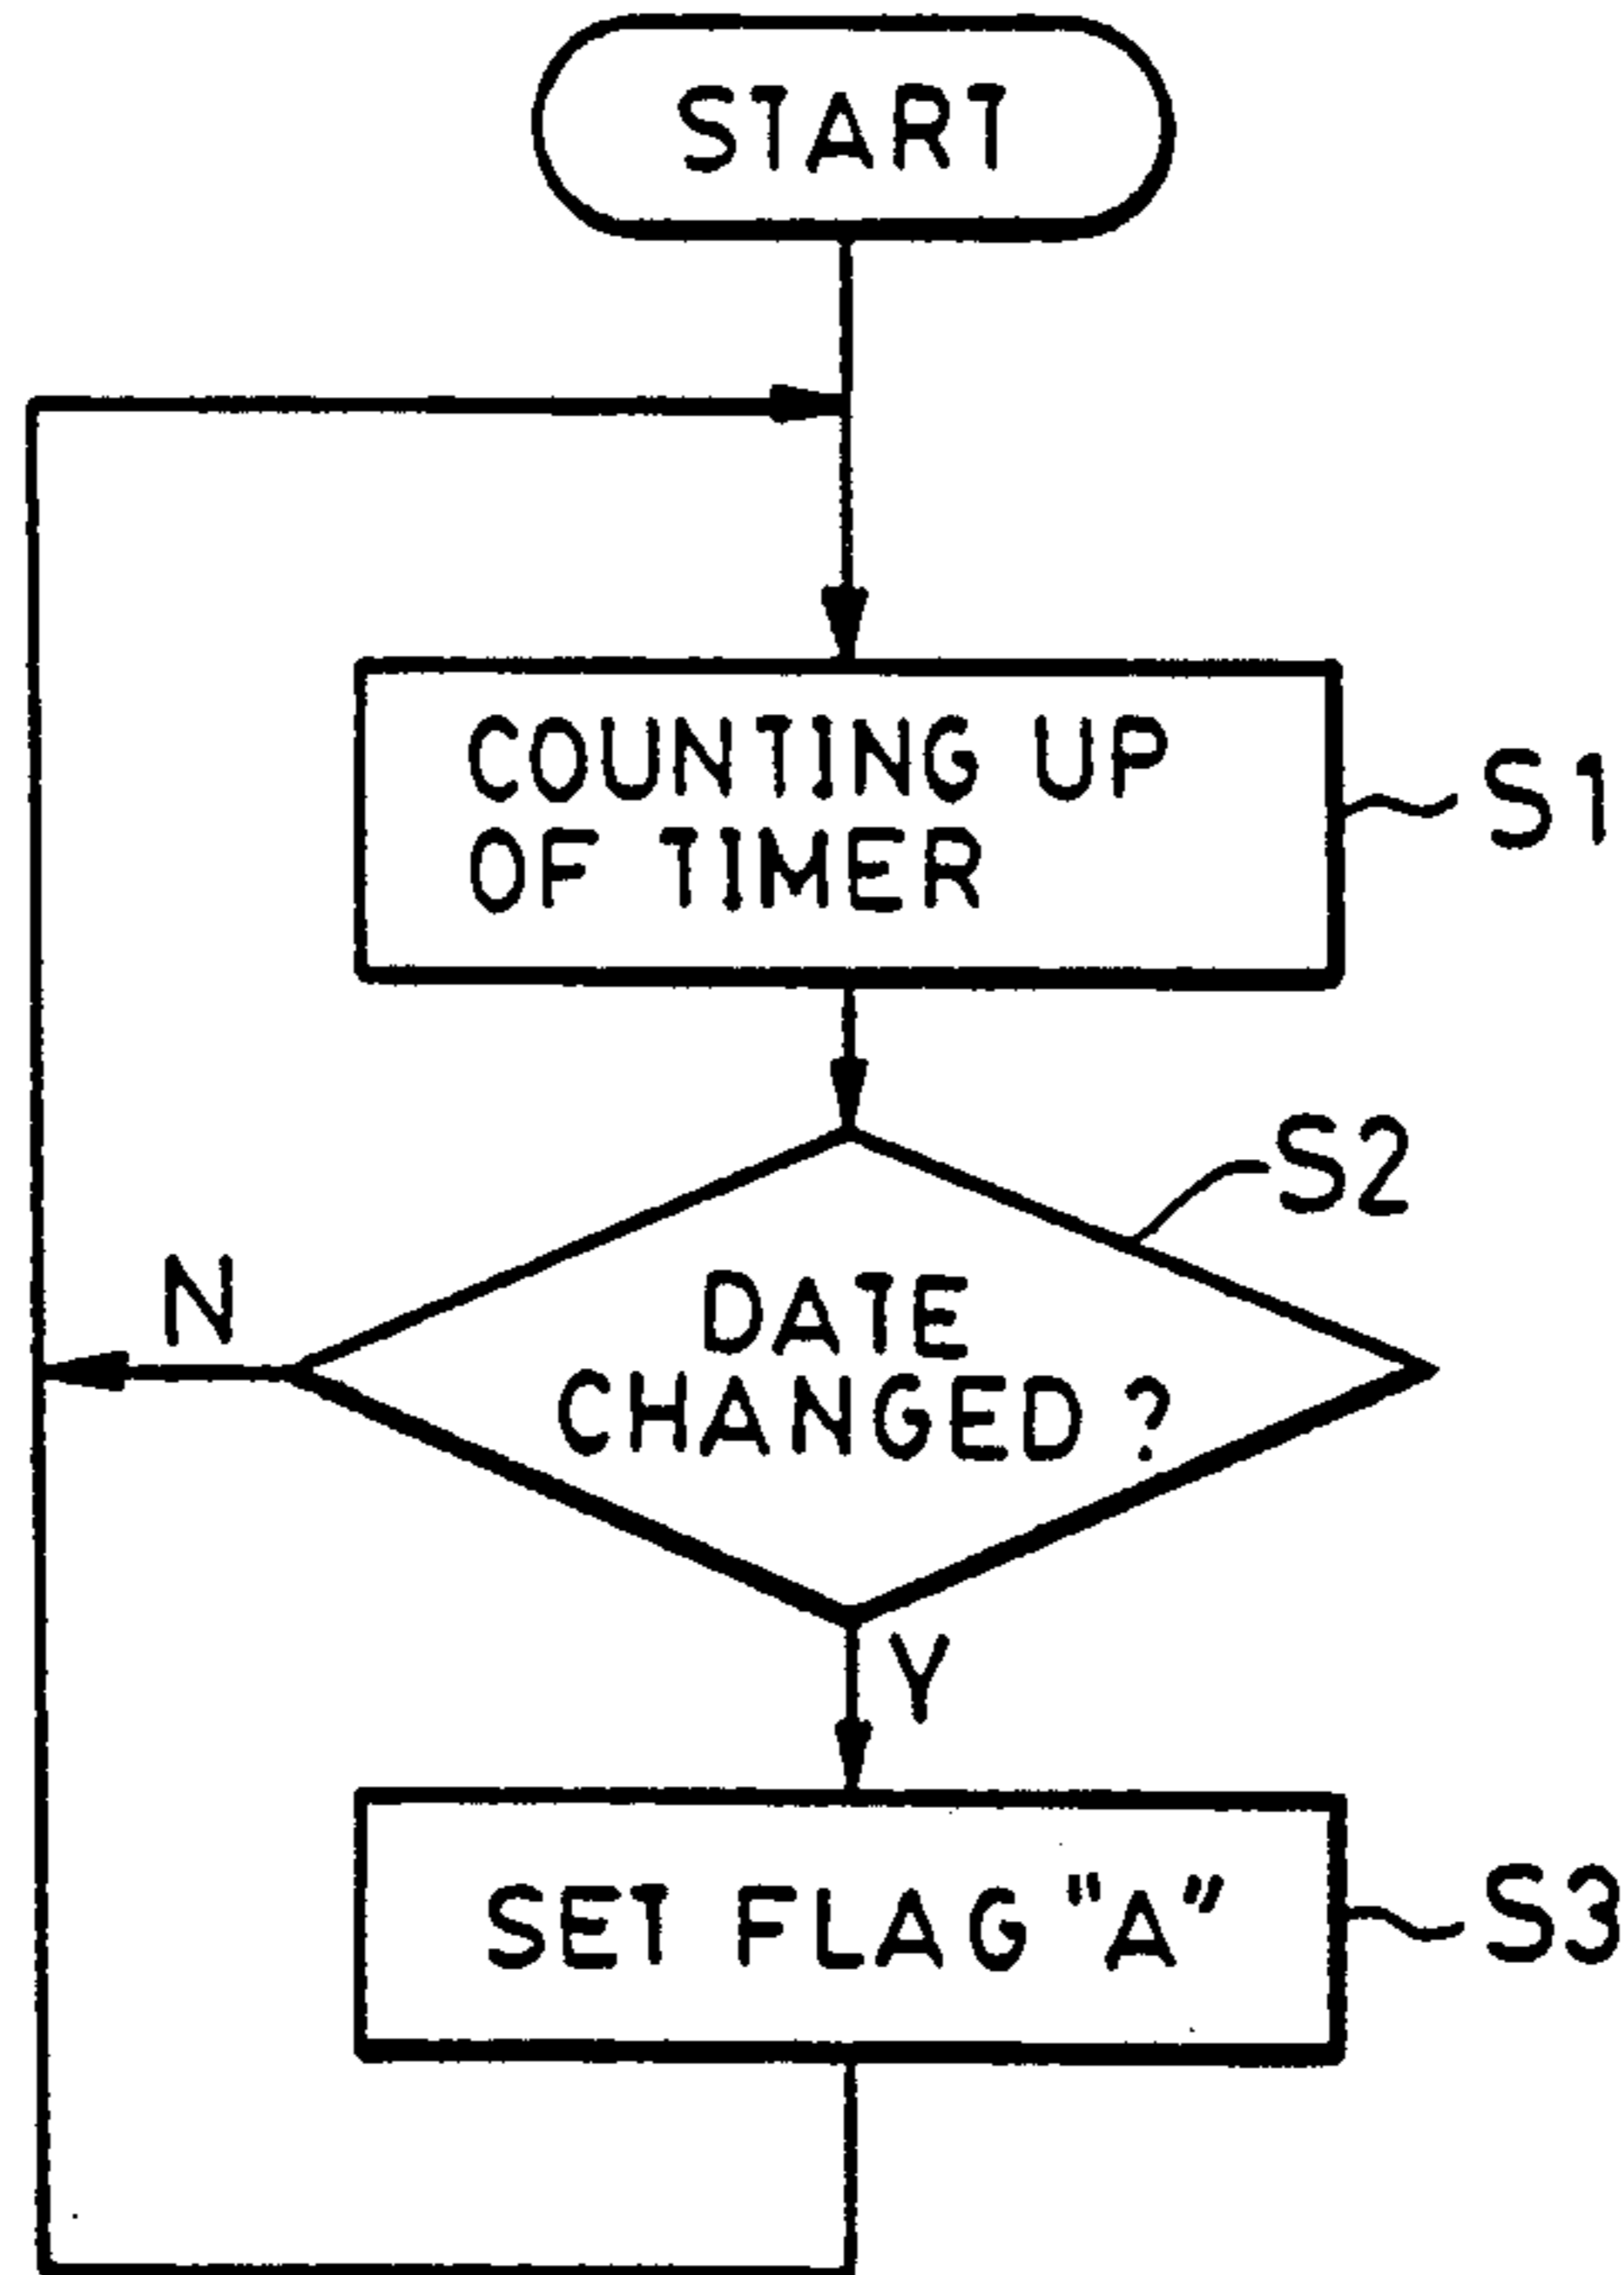 START
COUNTING UP
OF TIMER
S1
S2
N
DATE
CHANGED?
Y
SET FLAG "A"
S3